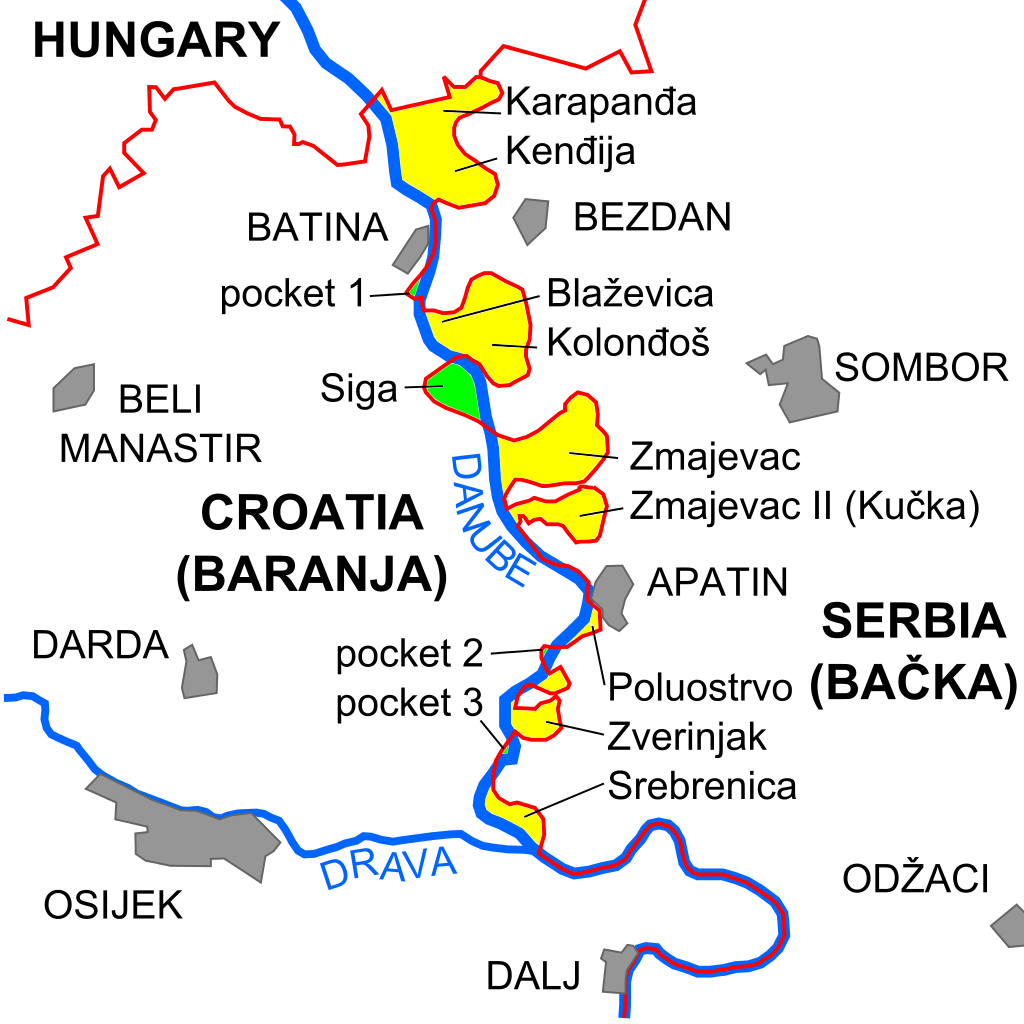 HUNGARY
Karapanđa
Kenđija
BATINA
BEZDAN
pocket 1
Blaževica
Kolonđoš
Siga
SOMBOR
BELI
MANASTIR
Zmajevac
Zmajevac II (Kučka)
DANUBE
CROATIA
(BARANJA)
APATIN
SERBIA
(BAČKA)
DARDA
pocket 2
pocket 3
Poluostrvo
Zverinjak
Srebrenica
DRAVA
OSIJEK
ODŽACI
DALJ